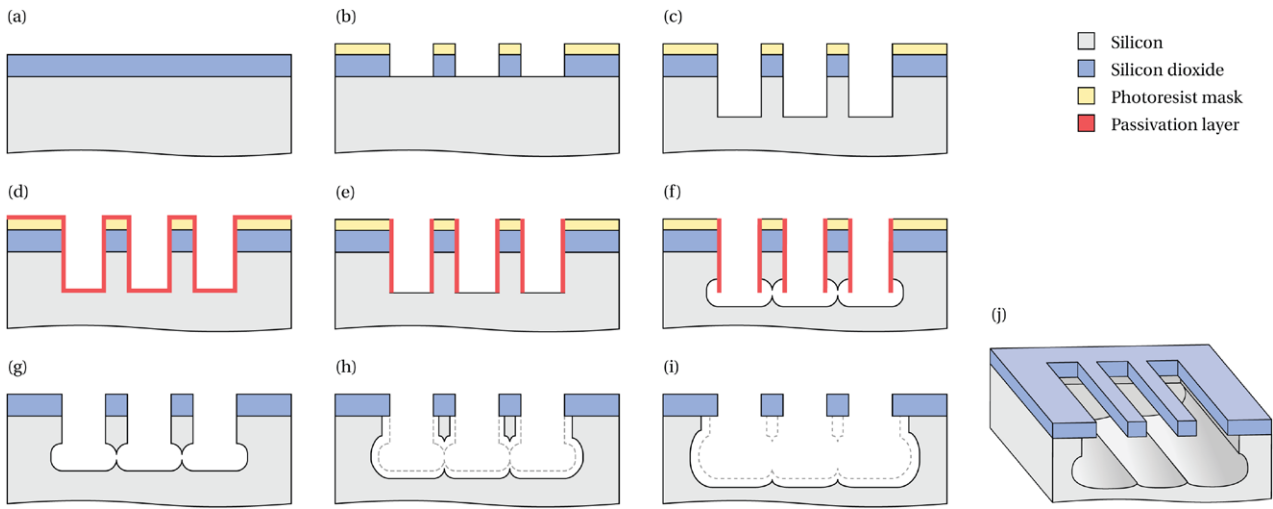 (a)
(b)
(c)
Silicon
Silicon dioxide
Photoresist mask
Passivation layer
(d)
(e)
(f)
(j)
(g)
(h)
(i)